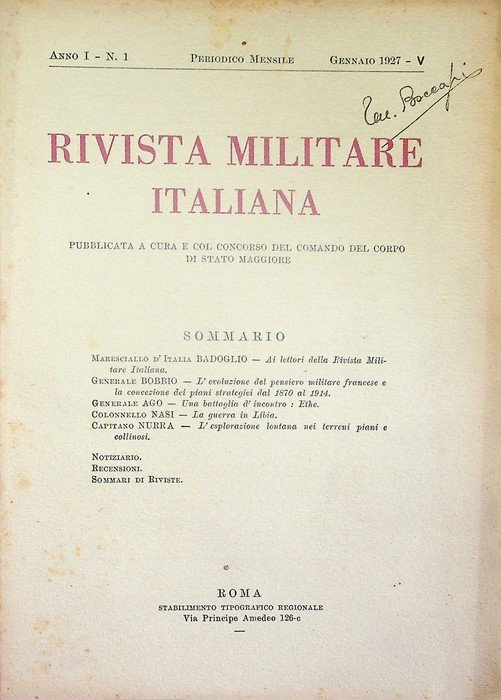 ANNO I - N. 1 PERIODICO MENSILE GENNAIO 1927 - V
RIVISTA MILITARE
ITALIANA
PUBBLICATA A CURA E COL CONCORSO DEL COMANDO DEL CORPO
DI STATO MAGGIORE
SOMMARIO
MARESCIALLO D'ITALIA BADOGLIO — Ai lettori della Rivista Mili-
tare Italiana.
GENERALE BOBBIO — L'evoluzione del pensiero militare francese e
la concezione dei piani strategici dal 1870 al 1914.
GENERALE AGO — Una battaglia d'incontro : Ethe.
COLONNELLO NASI — La guerra in Libia.
CAPITANO NURRA — L'esplorazione lontana nei terreni piani e
collinosi.
NOTIZIARIO.
RECENSIONI.
SOMMARI DI RIVISTE.
ROMA
STABILIMENTO TIPOGRAFICO REGIONALE
Via Principe Amedeo 126-c